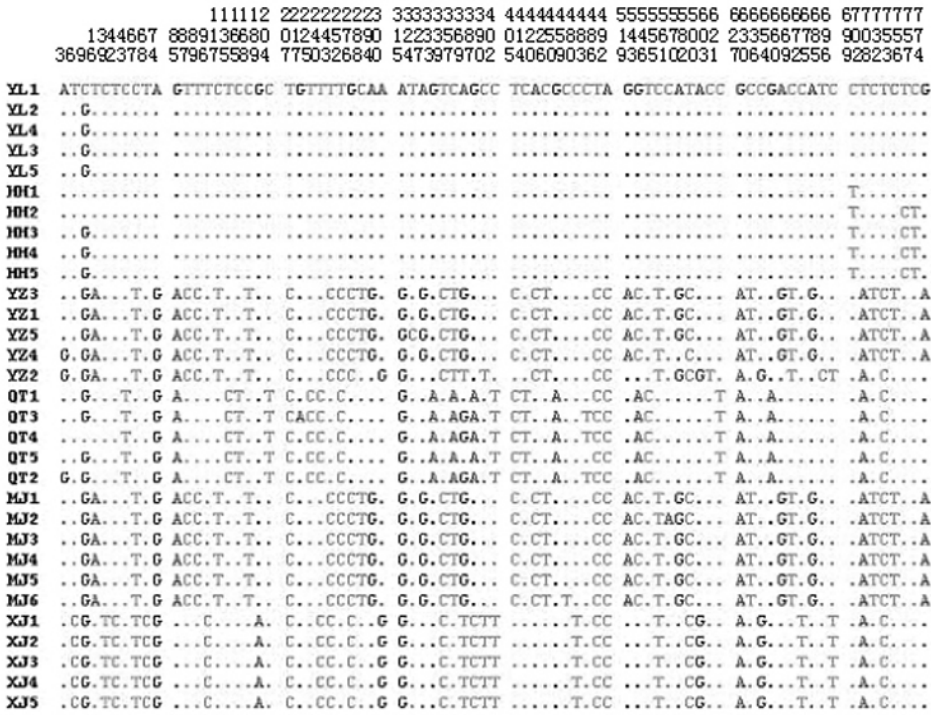 111112 2222222223 3333333334 4444444444 5555555566 6666666666 67777777
1344667 8889136680 0124457890 1223356890 0122558889 1445678002 2335667789 90035557
3696923784 5796755894 7750326840 5473979702 5406090362 9365102031 7064092556 92823674
YL1 ATCTCTCCTA GTTTCTCCGC TGTTTTGCAA ATAGTCAGCC TCACGCCCTA GGTCCATACC GCCGACCATC CTCTCTCG
YL2 ..G....... .......... .......... .......... .......... .......... .......... ........
YL4 ..G....... .......... .......... .......... .......... .......... .......... ........
YL3 ..G....... .......... .......... .......... .......... .......... .......... ........
YL5 ..G....... .......... .......... .......... .......... .......... .......... ........
HH1 .......... .......... .......... .......... .......... .......... .......... T.......
HH2 .......... .......... .......... .......... .......... .......... .......... T....CT.
HH3 ..G....... .......... .......... .......... .......... .......... .......... T....CT.
HH4 ..G....... .......... .......... .......... .......... .......... .......... T....CT.
HH5 ..G....... .......... .......... .......... .......... .......... .......... T....CT.
YZ3 ..GA...T.G ACC.T..T.. C...CCCTG. G.G.CTG... C.CT....CC AC.T.GC... AT..GT.G.. .ATCT..A
YZ1 ..GA...T.G ACC.T..T.. C...CCCTG. G.G.CTG... C.CT....CC AC.T.GC... AT..GT.G.. .ATCT..A
YZ5 ..GA...T.G ACC.T..T.. C...CCCTG. GCG.CTG... C.CT....CC AC.T.GC... AT..GT.G.. .ATCT..A
YZ4 G.GA...T.G ACC.T..T.. C...CCCTG. G.G.CTG... C.CT....CC AC.T..C... AT..GT.G.. .ATCT..A
YZ2 G.GA...T.G ACC.T..T.. C...CCC..G G...CTT.T. ..CT....CC ...T.GCGT. A.G..T..CT .A.C....
QT1 ..G...T..G A....CT..T C.CC.C.... G..A.A.A.T CT..A...CC .AC......T A..A...... ...A.C..
QT3 ..G...T..G A....CT..T CACC.C.... G..A.AGA.T CT..A..TCC .AC......T A..A...... ...A.C..
QT4 ......T..G A....CT..T C.CC.C.... G..A.AGA.T CT..A..TCC .AC......T A..A...... ...A.C..
QT5 ..G...T..G A....CT..T C.CC.C.... G..A.A.A.T CT..A...CC .AC......T A..A...... ...A.C..
QT2 G.G...T..G A....CT..T C.CC.C.... G..A.AGA.T CT..A..TCC .AC......T A..A...... ...A.C..
MJ1 ..GA...T.G ACC.T..T.. C...CCCTG. G.G.CTG... C.CT....CC AC.T.GC... AT..GT.G.. .ATCT..A
MJ2 ..GA...T.G ACC.T..T.. C...CCCTG. G.G.CTG... C.CT....CC AC.TAGC... AT..GT.G.. .ATCT..A
MJ3 ..GA...T.G ACC.T..T.. C...CCCTG. G.G.CTG... C.CT....CC AC.T.GC... AT..GT.G.. .ATCT..A
MJ4 ..GA...T.G ACC.T..T.. C...CCCTG. G.G.CTG... C.CT....CC AC.T.GC... AT..GT.G.. .ATCT..A
MJ5 ..GA...T.G ACC.T..T.. C...CCCTG. G.G.CTG... C.CT....CC AC.T.GC... AT..GT.G.. .ATCT..A
MJ6 ..GA...T.G ACC.T..T.. C...CCCTG. G.G.CTG... C.CT.T..CC AC.T.GC... AT..GT.G.. .ATCT..A
XJ1 .CG.TC.TCG ...C....A. C..CC.C..G G...C.TCTT ......T.CC ...T..CG.. A.G...T..T .A.C....
XJ2 .CG.TC.TCG ...C....A. C..CC.C..G G...C.TCTT ......T.CC ...T..CG.. A.G...T..T .A.C....
XJ3 .CG.TC.TCG ...C....A. C..CC.C..G G...C.TCTT ......T.CC ...T..CG.. A.G...T..T .A.C....
XJ4 .CG.TC.TCG ...C....A. C..CC.C..G G...C.TCTT ......T.CC ...T..CG.. A.G...T..T .A.C....
XJ5 .CG.TC.TCG ...C....A. C..CC.C..G G...C.TCTT ......T.CC ...T..CG.. A.G...T..T .A.C....